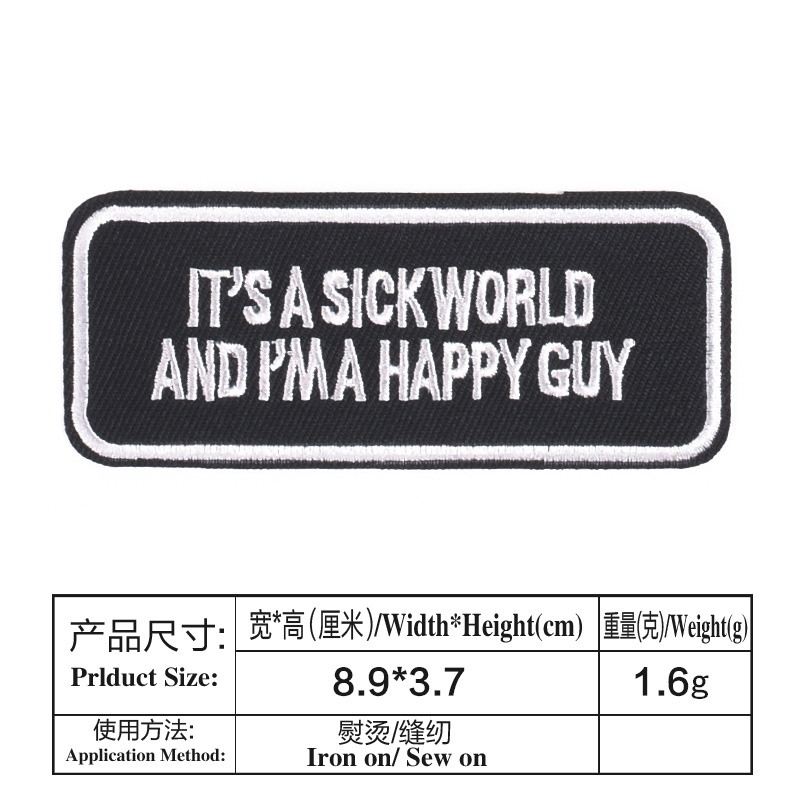 IT'S A SICK WORLD
AND I'M A HAPPY GUY
产品尺寸:
Prlduct Size:
宽*高(厘米)/Width*Height(cm)
重量(克)/Weight(g)
8.9*3.7
1.6g
使用方法:
Application Method:
熨烫/缝纫
Iron on/ Sew on